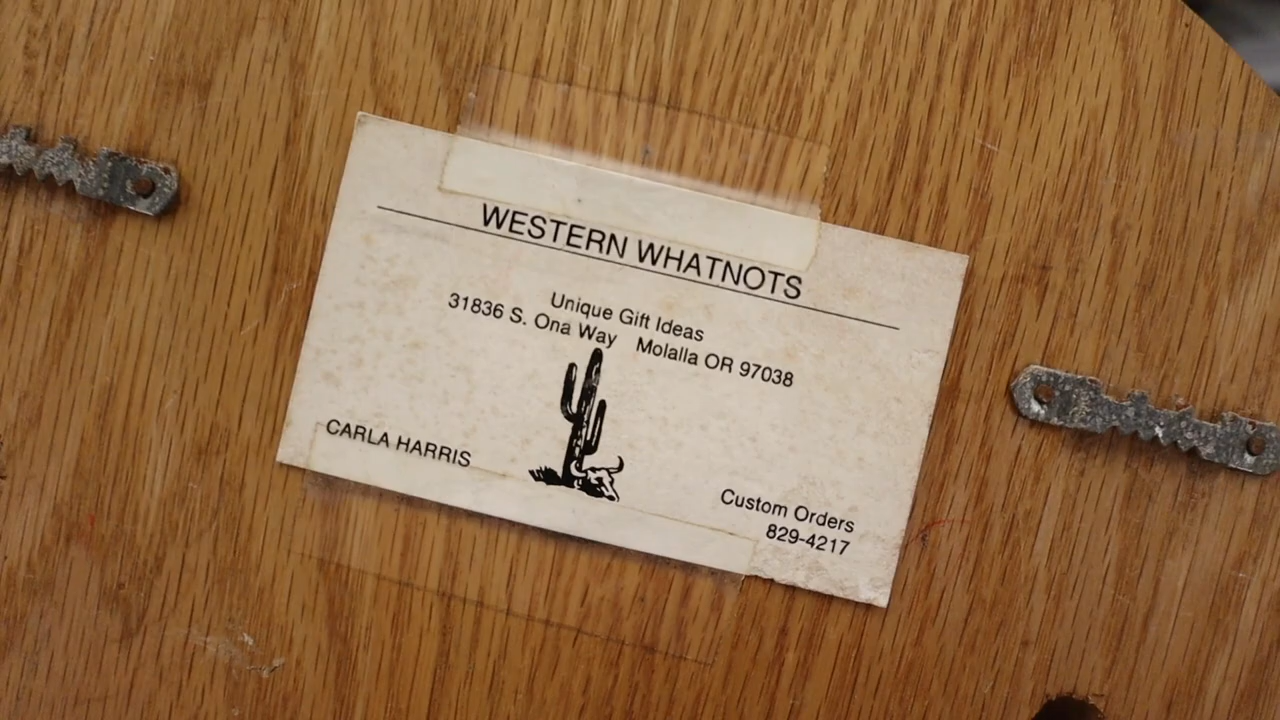 WESTERN WHATNOTS
Unique Gift Ideas
31836 S. Ona Way Molalla OR 97038
CARLA HARRIS
Custom Orders
829-4217